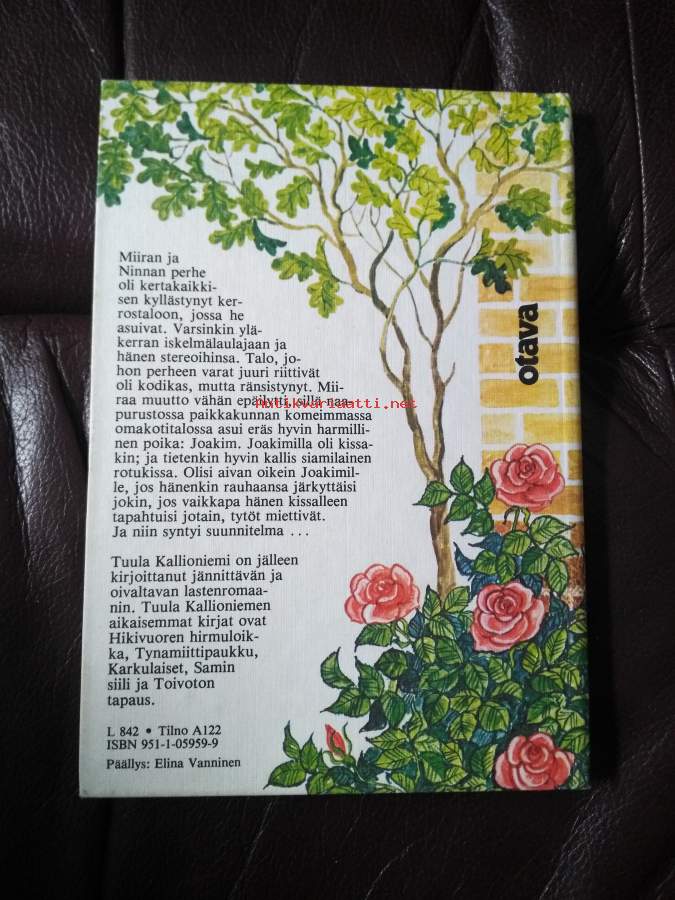 Miiran ja
Ninnan perhe
oli kertakaikki-
sen kyllästynyt ker-
rostaloon, jossa he
asuivat. Varsinkin ylä-
kerran iskelmälaulajaan ja
hänen stereoihinsa. Talo, jo-
hon perheen varat juuri riittivät
oli kodikas, mutta ränsistynyt. Mii-
raa muutto vähän epäilytti, sillä naa-
purustossa paikkakunnan komeimmassa
omakotitalossa asui eräs hyvin harmilli-
nen poika: Joakim. Joakimilla oli kissa-
kin; ja tietenkin hyvin kallis siamilainen
rotukissa. Olisi aivan oikein Joakimil-
le, jos hänenkin rauhaansa järkyttäisi
jokin, jos vaikkapa hänen kissalleen
tapahtuisi jotain, tytöt miettivät.
Ja niin syntyi suunnitelma ...
Tuula Kallioniemi on jälleen
kirjoittanut jännittävän ja
oivaltavan lastenromaa-
nin. Tuula Kallioniemen
aikaisemmat kirjat ovat
Hikivuoren hirmuloik-
ka, Tynamiittipaukku,
Karkulaiset, Samin
siili ja Toivoton
tapaus.
L 842 • Tilno A122
ISBN 951-1-05959-9
Päällys: Elina Vanninen
otava
Antikvariaatti.net